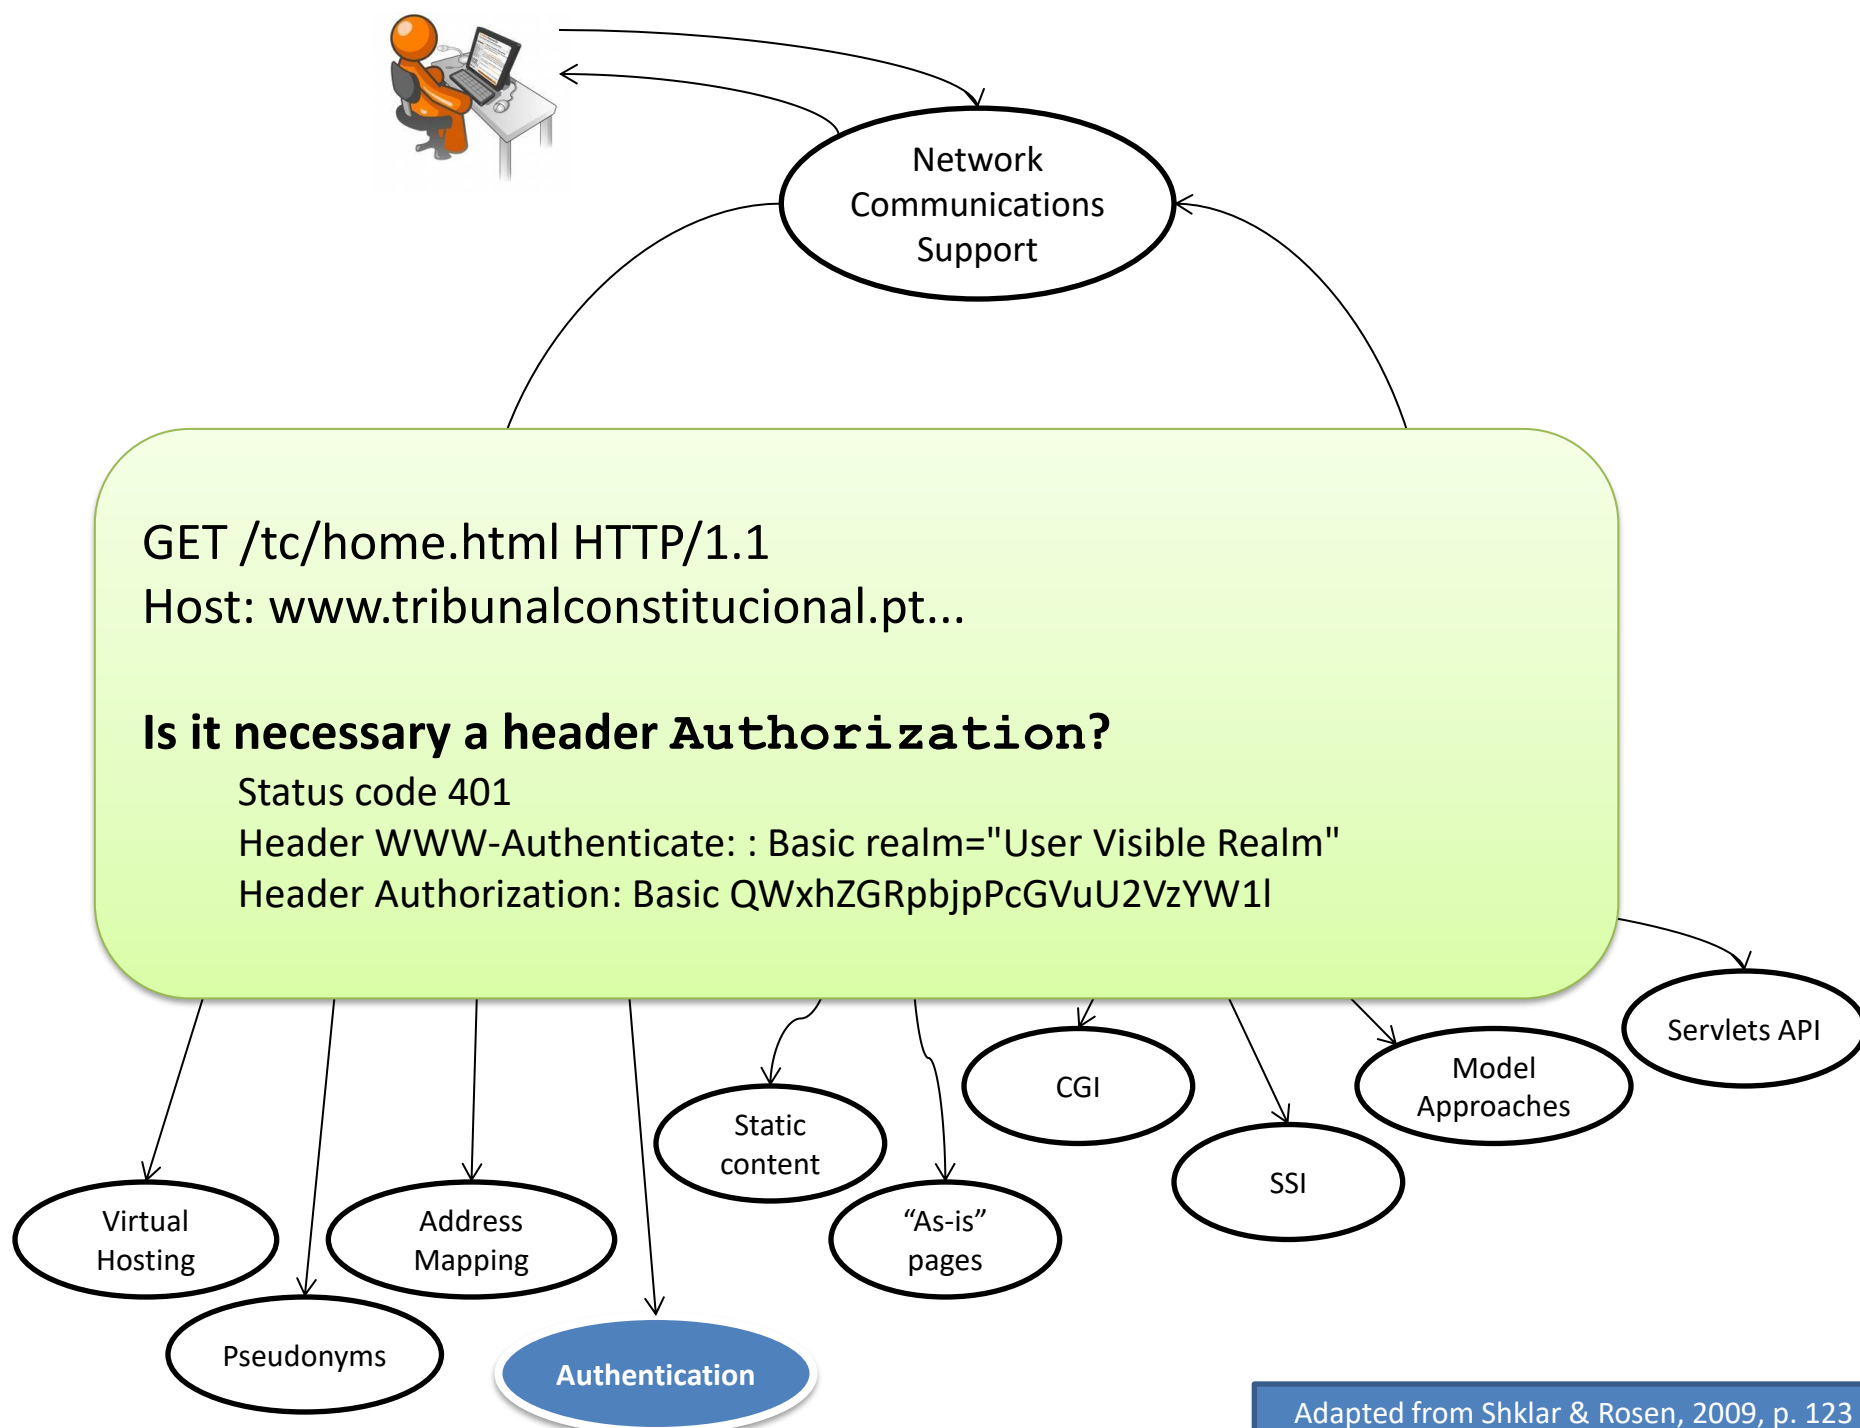 Network
Communications
Support
GET /tc/home.html HTTP/1.1
Host: www.tribunalconstitucional.pt...
Is it necessary a header Authorization?
Status code 401
Header WWW-Authenticate: : Basic realm="User Visible Realm"
Header Authorization: Basic QWxhZGRpbjpPcGVuU2VzYW1l
Servlets API
Model
Approaches
CGI
Static
content
SSI
Virtual
Hosting
Address
Mapping
“As-is”
pages
Pseudonyms
Authentication
Adapted from Shklar & Rosen, 2009, p. 123